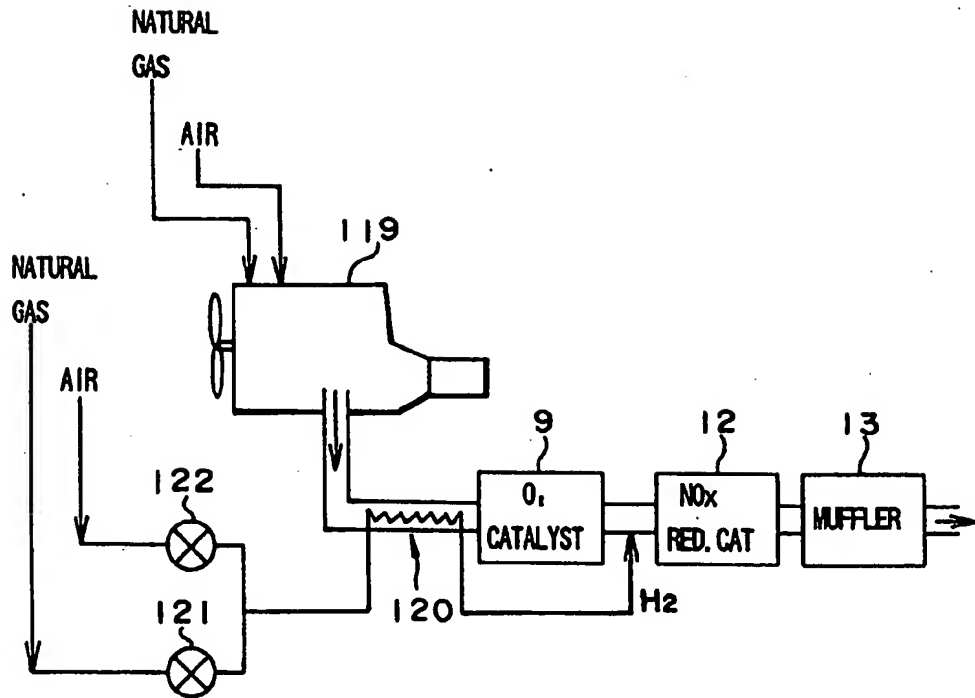 NATURAL
GAS
AIR
119
NATURAL
GAS
AIR
9
12
13
122
O2
CATALYST
NOx
RED. CAT
MUFFLER
120
H2
121